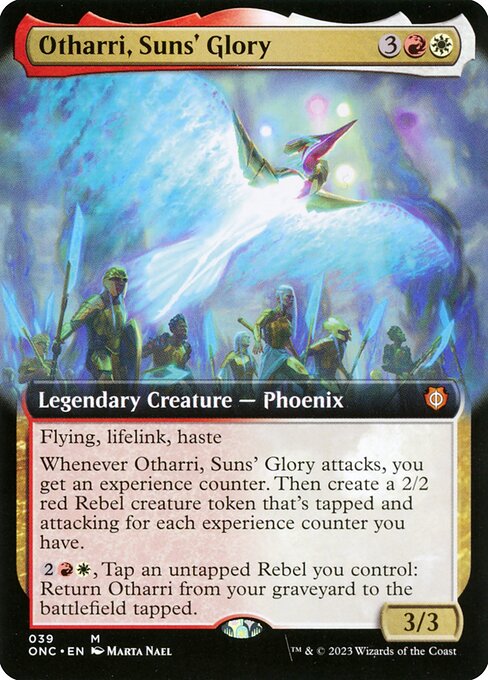 Otharri, Suns' Glory 3
Legendary Creature — Phoenix
Flying, lifelink, haste
Whenever Otharri, Suns' Glory attacks, you
get an experience counter. Then create a 2/2
red Rebel creature token that's tapped and
attacking for each experience counter you
have.
2, Tap an untapped Rebel you control:
Return Otharri from your graveyard to the
battlefield tapped.
3/3
039 M
ONC • EN MARTA NAEL
™ & © 2023 Wizards of the Coast